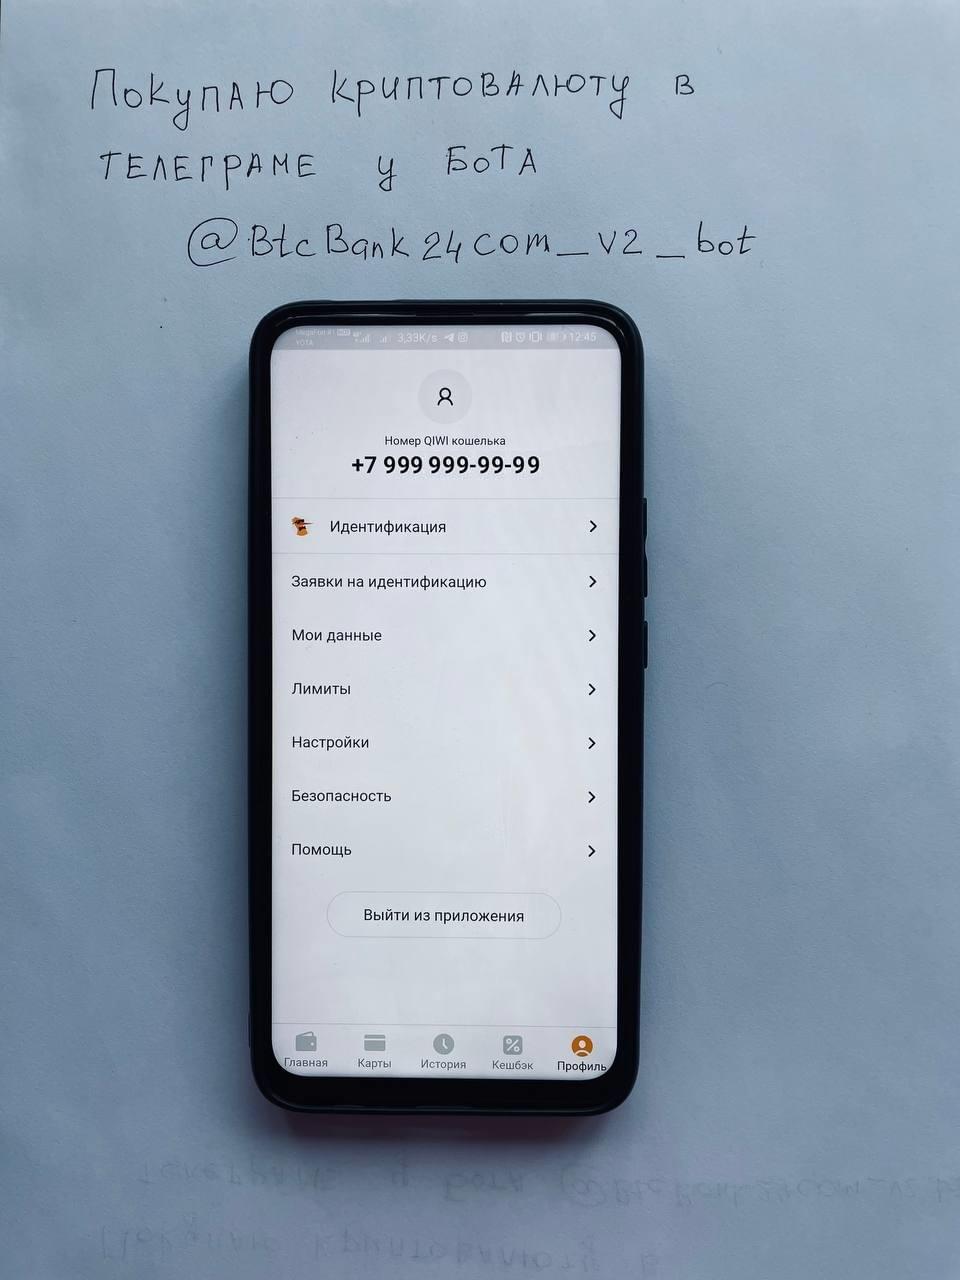 ПОКУПАЮ КРИПТОВАЛЮТУ В
ТЕЛЕГРАМЕ У БОТА
@BtcBank24com_v2_bot
MegaFon #1
YOTA
3,33K/s
12:45
Номер QIWI кошелька
+7 999 999-99-99
Идентификация
Заявки на идентификацию
Мои данные
Лимиты
Настройки
Безопасность
Помощь
Выйти из приложения
Главная Карты История Кешбэк Профиль